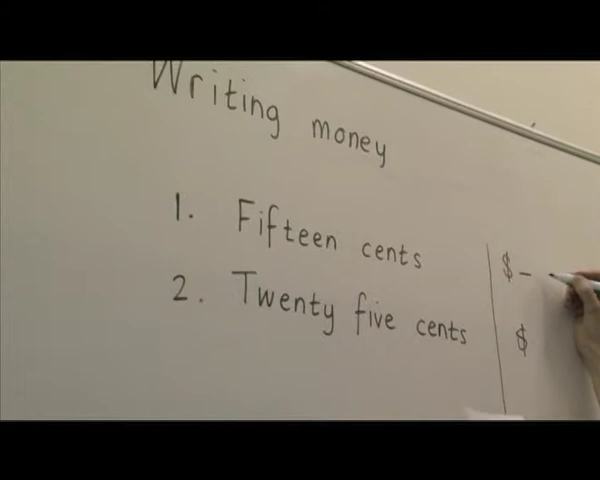 Writing money
1. Fifteen cents $ –
2. Twenty five cents $